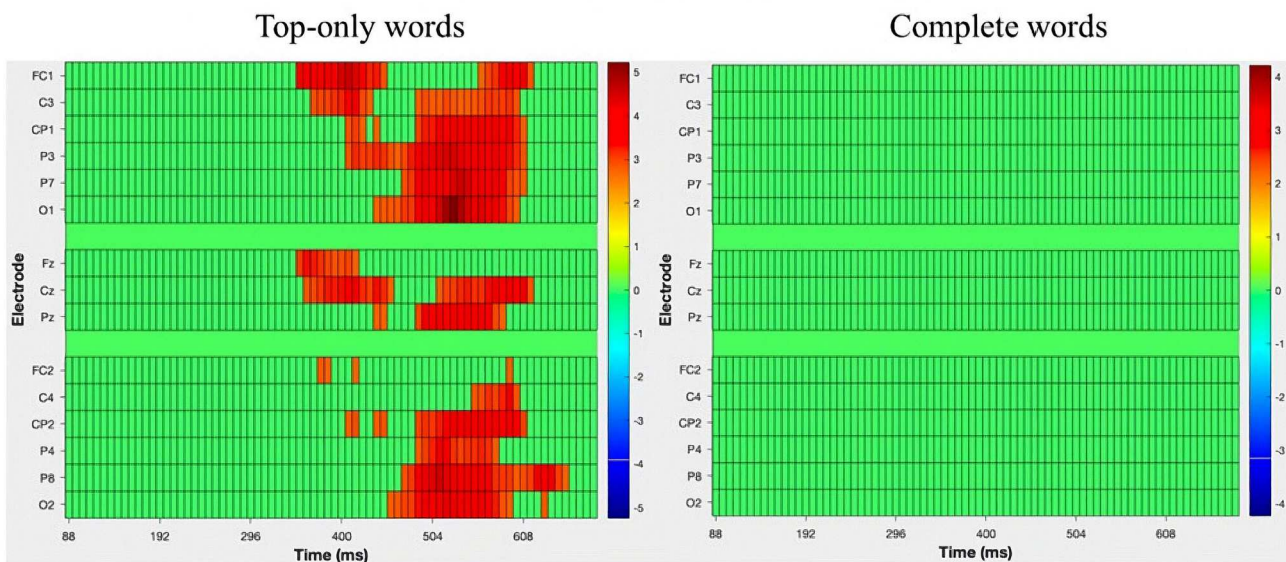 Top-only words
FC1
C3
CP1
P3
P7
O1
Fz
Cz
Pz
FC2
C4
CP2
P4
P8
O2
Electrode
88 192 296 400 504 608
Time (ms)
5
4
3
2
1
0
-1
-2
-3
-4
-5
Complete words
FC1
C3
CP1
P3
P7
O1
Fz
Cz
Pz
FC2
C4
CP2
P4
P8
O2
Electrode
88 192 296 400 504 608
Time (ms)
4
3
2
1
0
-1
-2
-3
-4